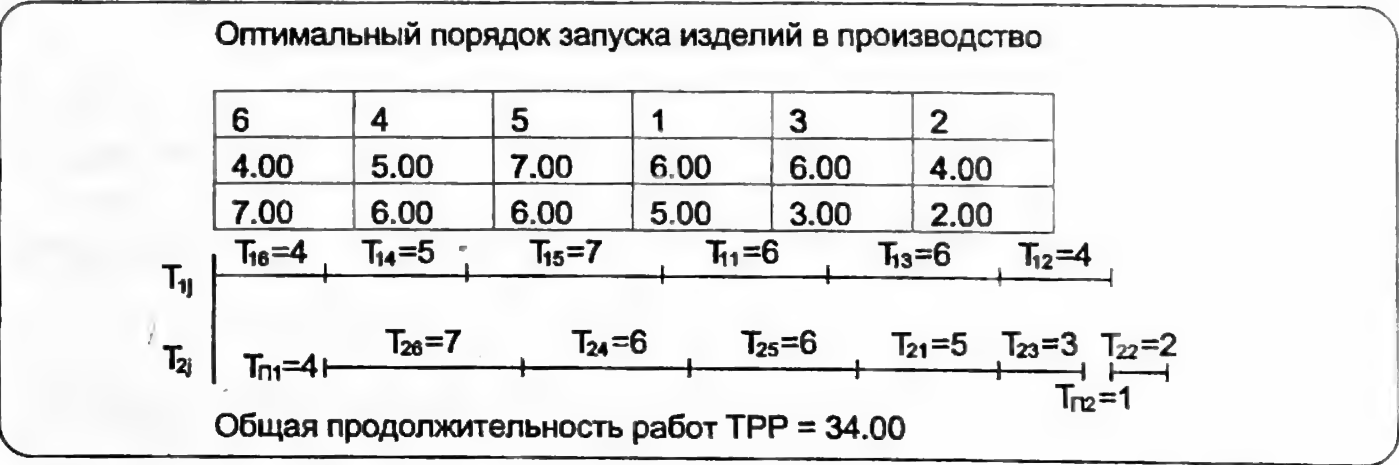 Оптимальный порядок запуска изделий в производство
6 4 5 1 3 2
4.00 5.00 7.00 6.00 6.00 4.00
7.00 6.00 6.00 5.00 3.00 2.00
T₁₆=4 T₁₄=5 T₁₅=7 T₁₁=6 T₁₃=6 T₁₂=4
T₁ⱼ
T₂₆=7 T₂₄=6 T₂₅=6 T₂₁=5 T₂₃=3 T₂₂=2
T₂ⱼ Tп₁=4
Tп₂=1
Общая продолжительность работ ТРР = 34.00